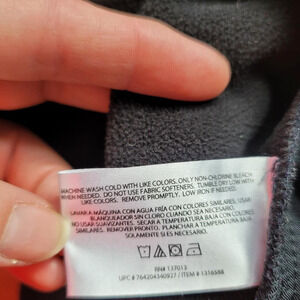 MACHINE WASH COLD WITH LIKE COLORS. ONLY NON-CHLORINE BLEACH
WHEN NEEDED. DO NOT USE FABRIC SOFTENERS. TUMBLE DRY LOW WITH
LIKE COLORS. REMOVE PROMPTLY. LOW IRON IF NEEDED.
LAVAR A MÁQUINA CON AGUA FRÍA CON COLORES SIMILARES. USAR
BLANQUEADOR SIN CLORO CUANDO SEA NECESARIO.
NO USAR SUAVIZANTES. SECAR A TEMPERATURA BAJA CON COLORES
SIMILARES. REMOVER PRONTO. PLANCHAR A TEMPERATURA BAJA SI ES
NECESARIO.
RN# 137013
UPC # 764204340927 / ITEM # 1316588